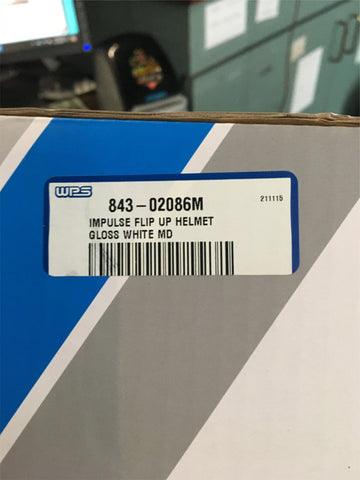 WPS
843-02086M
211115
IMPULSE FLIP UP HELMET
GLOSS WHITE MD